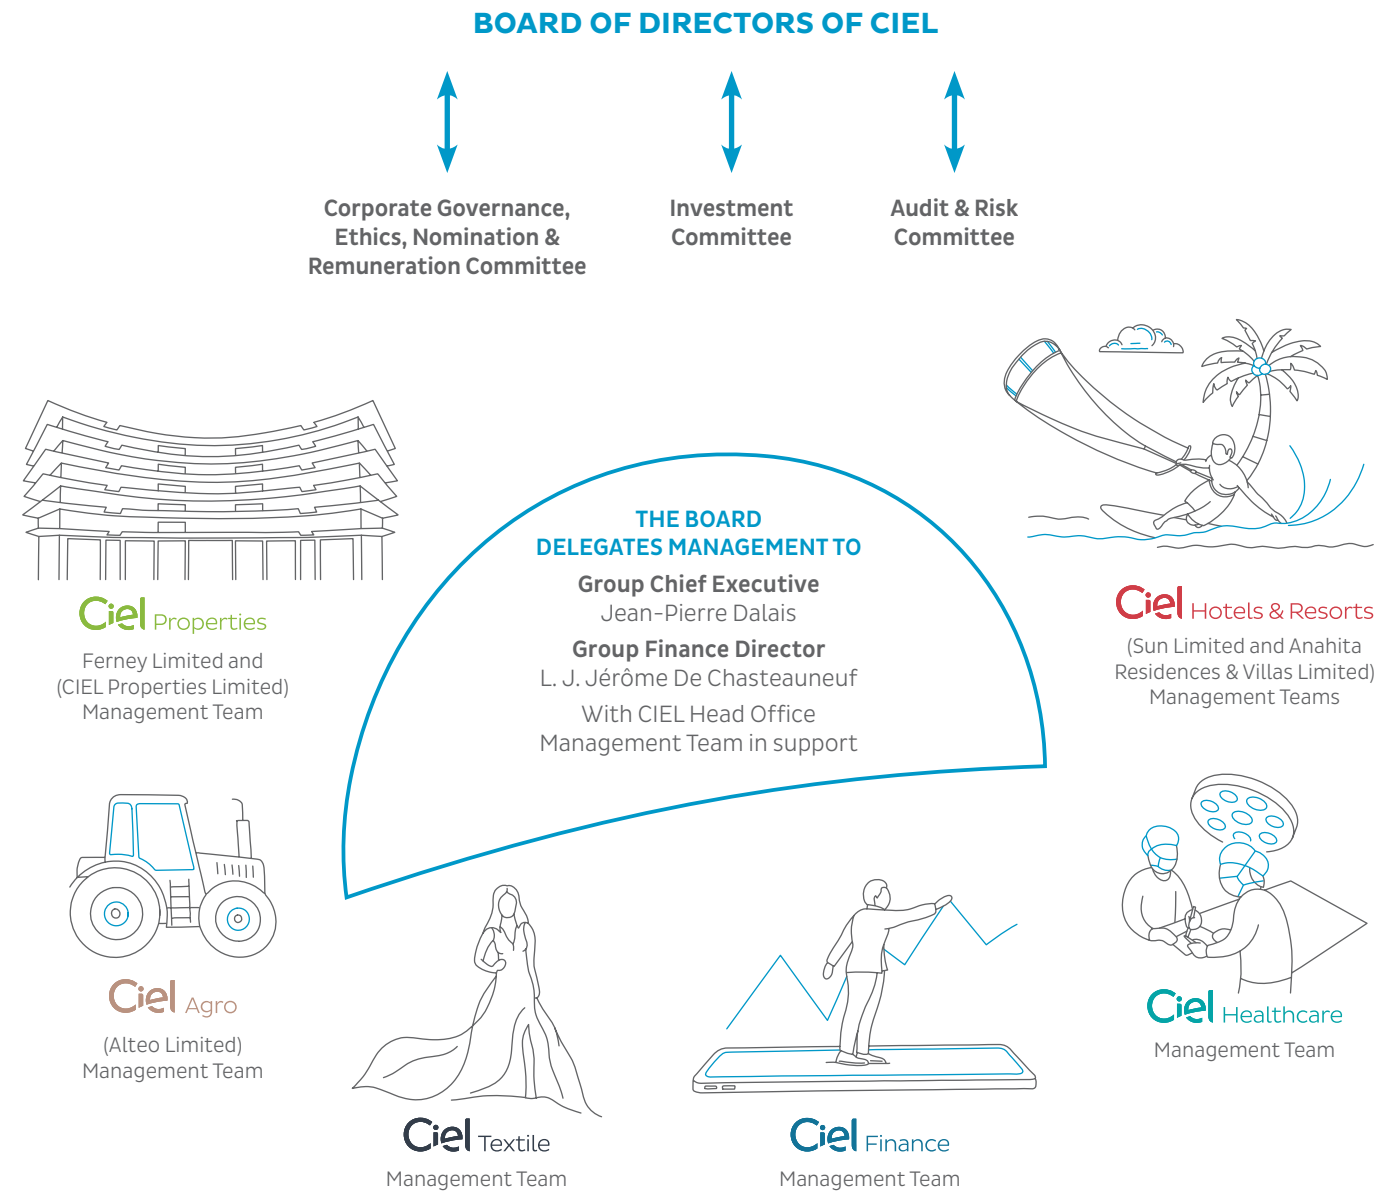 BOARD OF DIRECTORS OF CIEL
Corporate Governance,
Ethics, Nomination &
Remuneration Committee
Investment
Committee
Audit & Risk
Committee
THE BOARD
DELEGATES MANAGEMENT TO
Group Chief Executive
Jean-Pierre Dalais
Group Finance Director
L. J. Jérôme De Chasteauneuf
With CIEL Head Office
Management Team in support
Ciel Properties
Ferney Limited and
(CIEL Properties Limited)
Management Team
Ciel Hotels & Resorts
(Sun Limited and Anahita
Residences & Villas Limited)
Management Teams
Ciel Agro
(Alteo Limited)
Management Team
Ciel Healthcare
Management Team
Ciel Textile
Management Team
Ciel Finance
Management Team